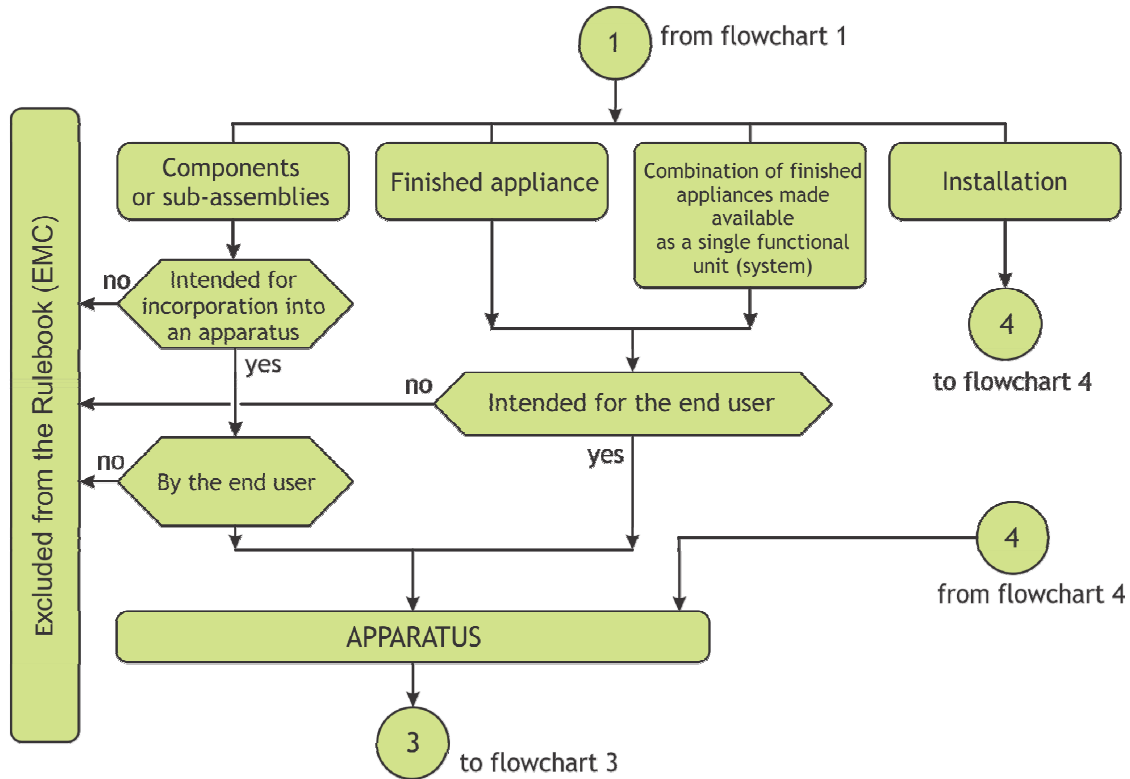 1
from flowchart 1
Excluded from the Rulebook (EMC)
Components
or sub-assemblies
Finished appliance
Combination of finished
appliances made
available
as a single functional
unit (system)
Installation
no
Intended for
incorporation into
an apparatus
yes
4
to flowchart 4
no
Intended for the end user
yes
no
By the end user
4
from flowchart 4
APPARATUS
3
to flowchart 3